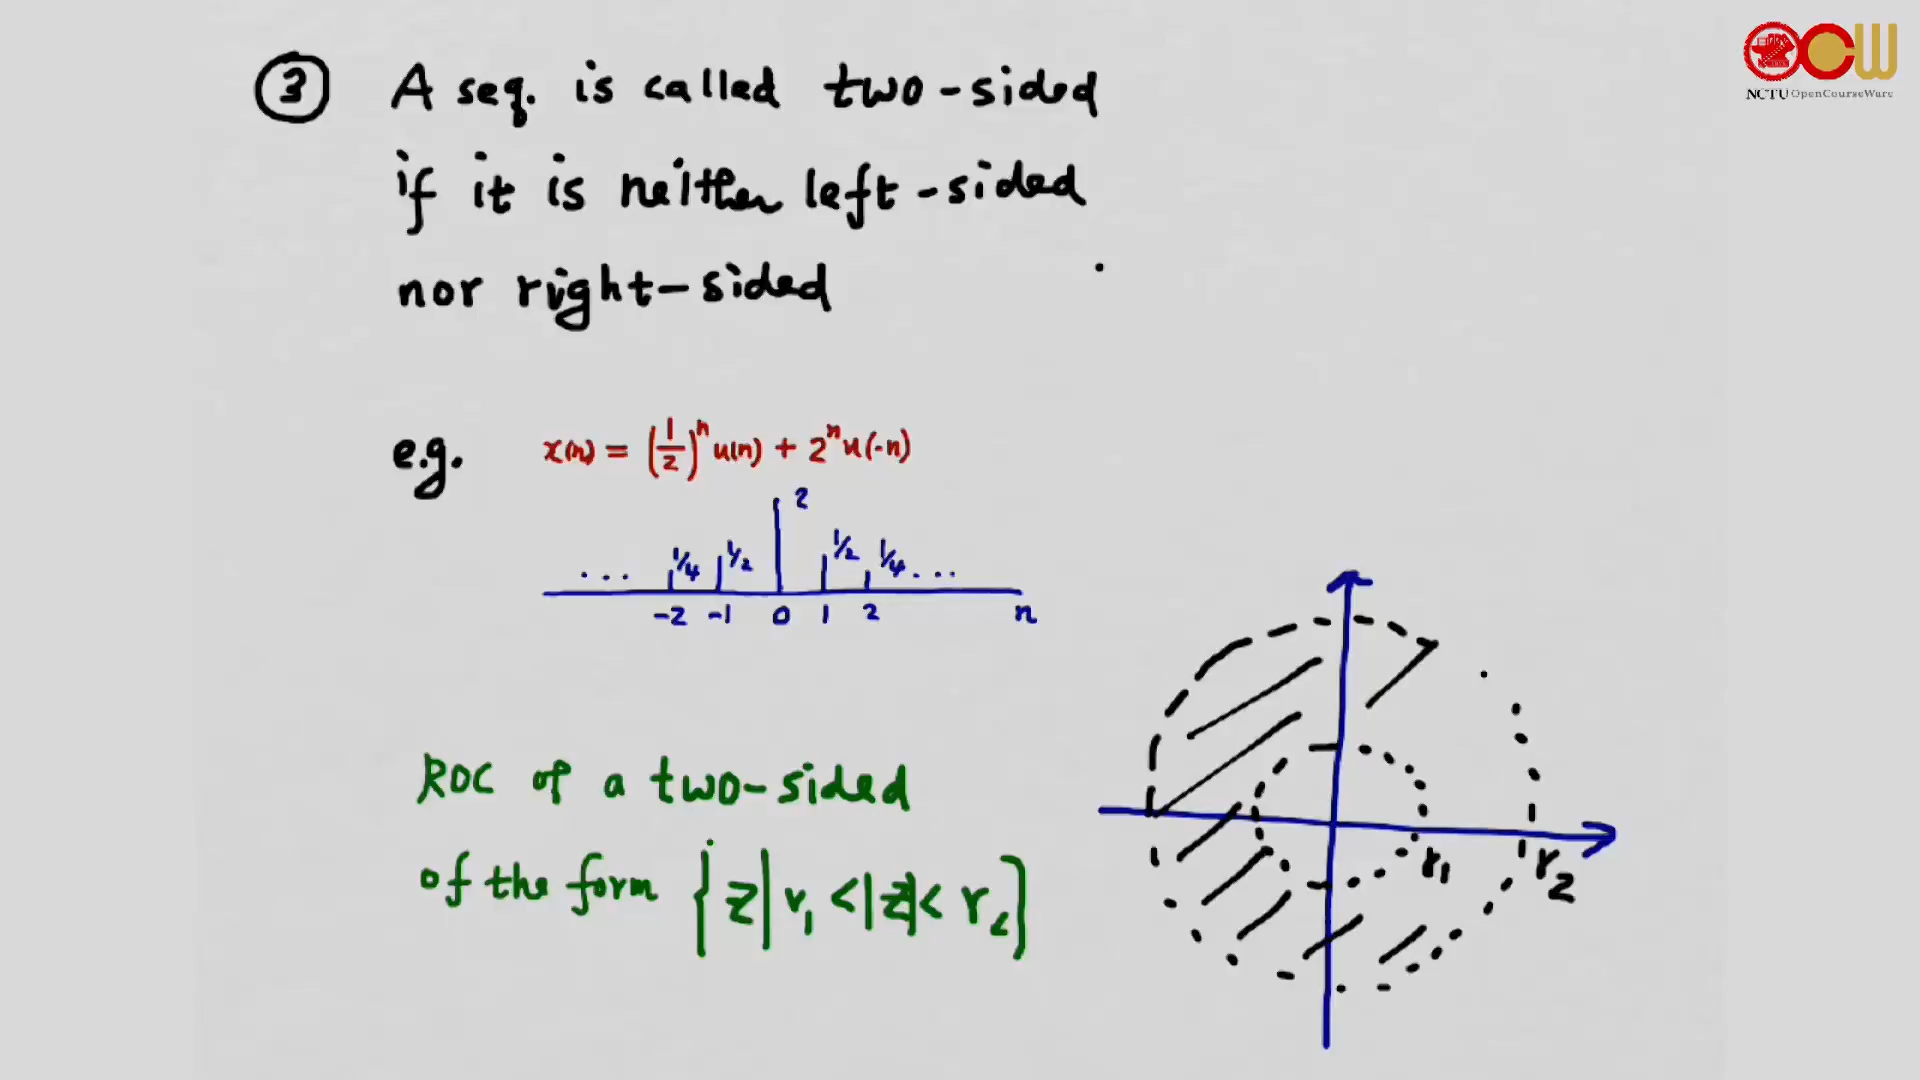 ③ A seq. is called two-sided
if it is neither left-sided
nor right-sided
e.g. x(n) = (1/2)^n u(n) + 2^n u(-n)
2
... 1/4 1/2 1/2 1/4 ...
-2 -1 0 1 2 n
ROC of a two-sided
of the form {z | r₁ < |z| < r₂}
r₁ r₂
NCTU OpenCourseWare